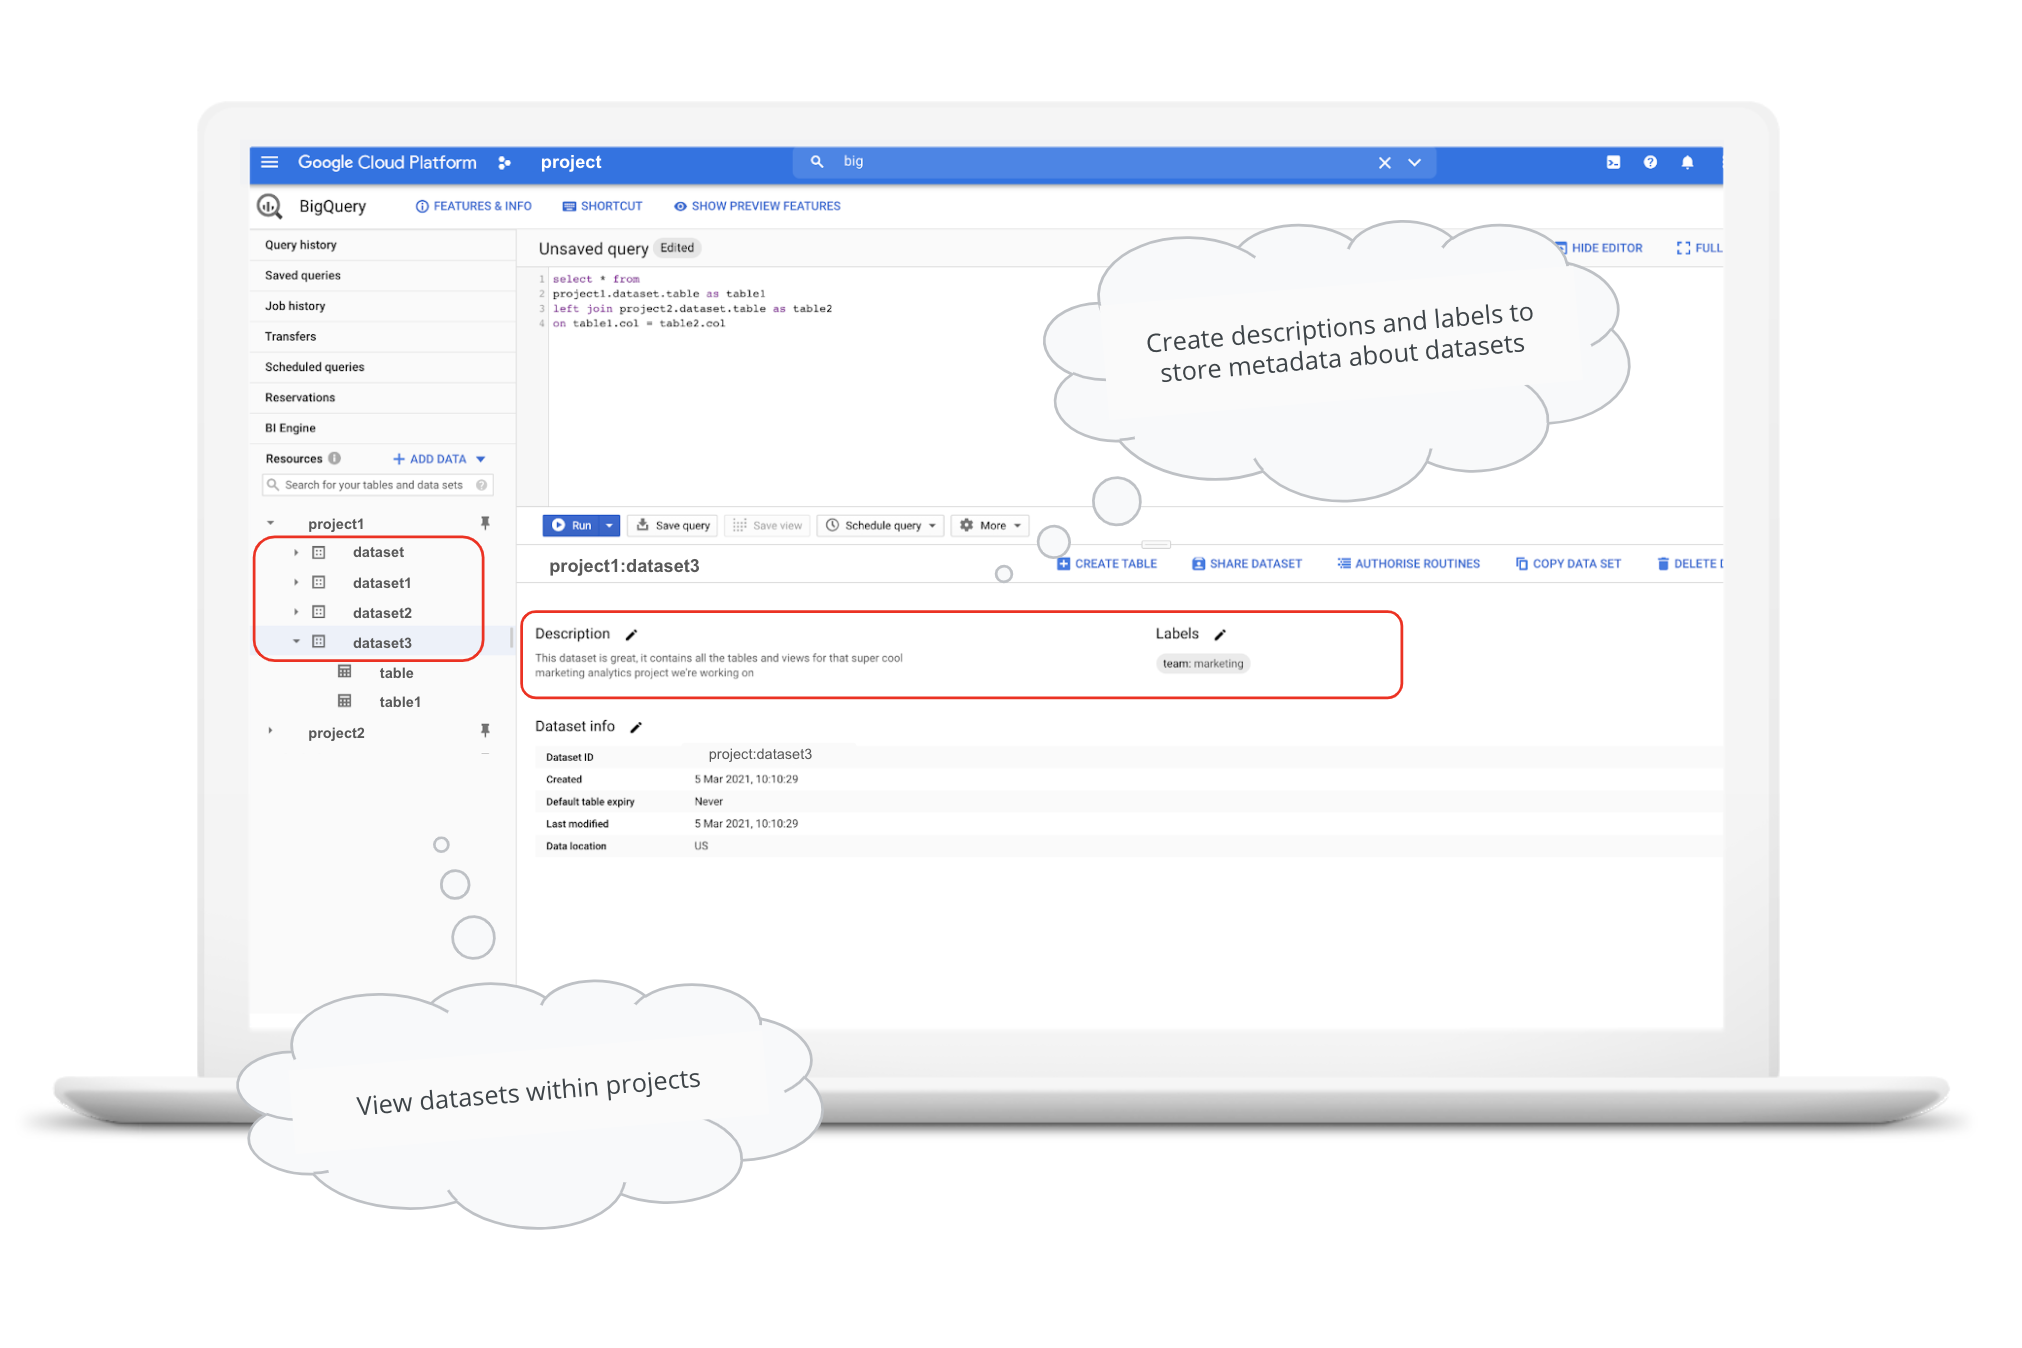 Google Cloud Platform project big
BigQuery FEATURES & INFO SHORTCUT SHOW PREVIEW FEATURES
Query history
Saved queries
Job history
Transfers
Scheduled queries
Reservations
BI Engine
Resources ADD DATA
Search for your tables and data sets
project1
dataset
dataset1
dataset2
dataset3
table
table1
project2
Unsaved query Edited HIDE EDITOR FULL
1 select * from
2 project1.dataset.table as table1
3 left join project2.dataset.table as table2
4 on table1.col = table2.col
Create descriptions and labels to
store metadata about datasets
Run Save query Save view Schedule query More
project1:dataset3 CREATE TABLE SHARE DATASET AUTHORISE ROUTINES COPY DATA SET DELETE
Description Labels
This dataset is great, it contains all the tables and views for that super cool
marketing analytics project we're working on
team: marketing
Dataset info
Dataset ID project:dataset3
Created 5 Mar 2021, 10:10:29
Default table expiry Never
Last modified 5 Mar 2021, 10:10:29
Data location US
View datasets within projects